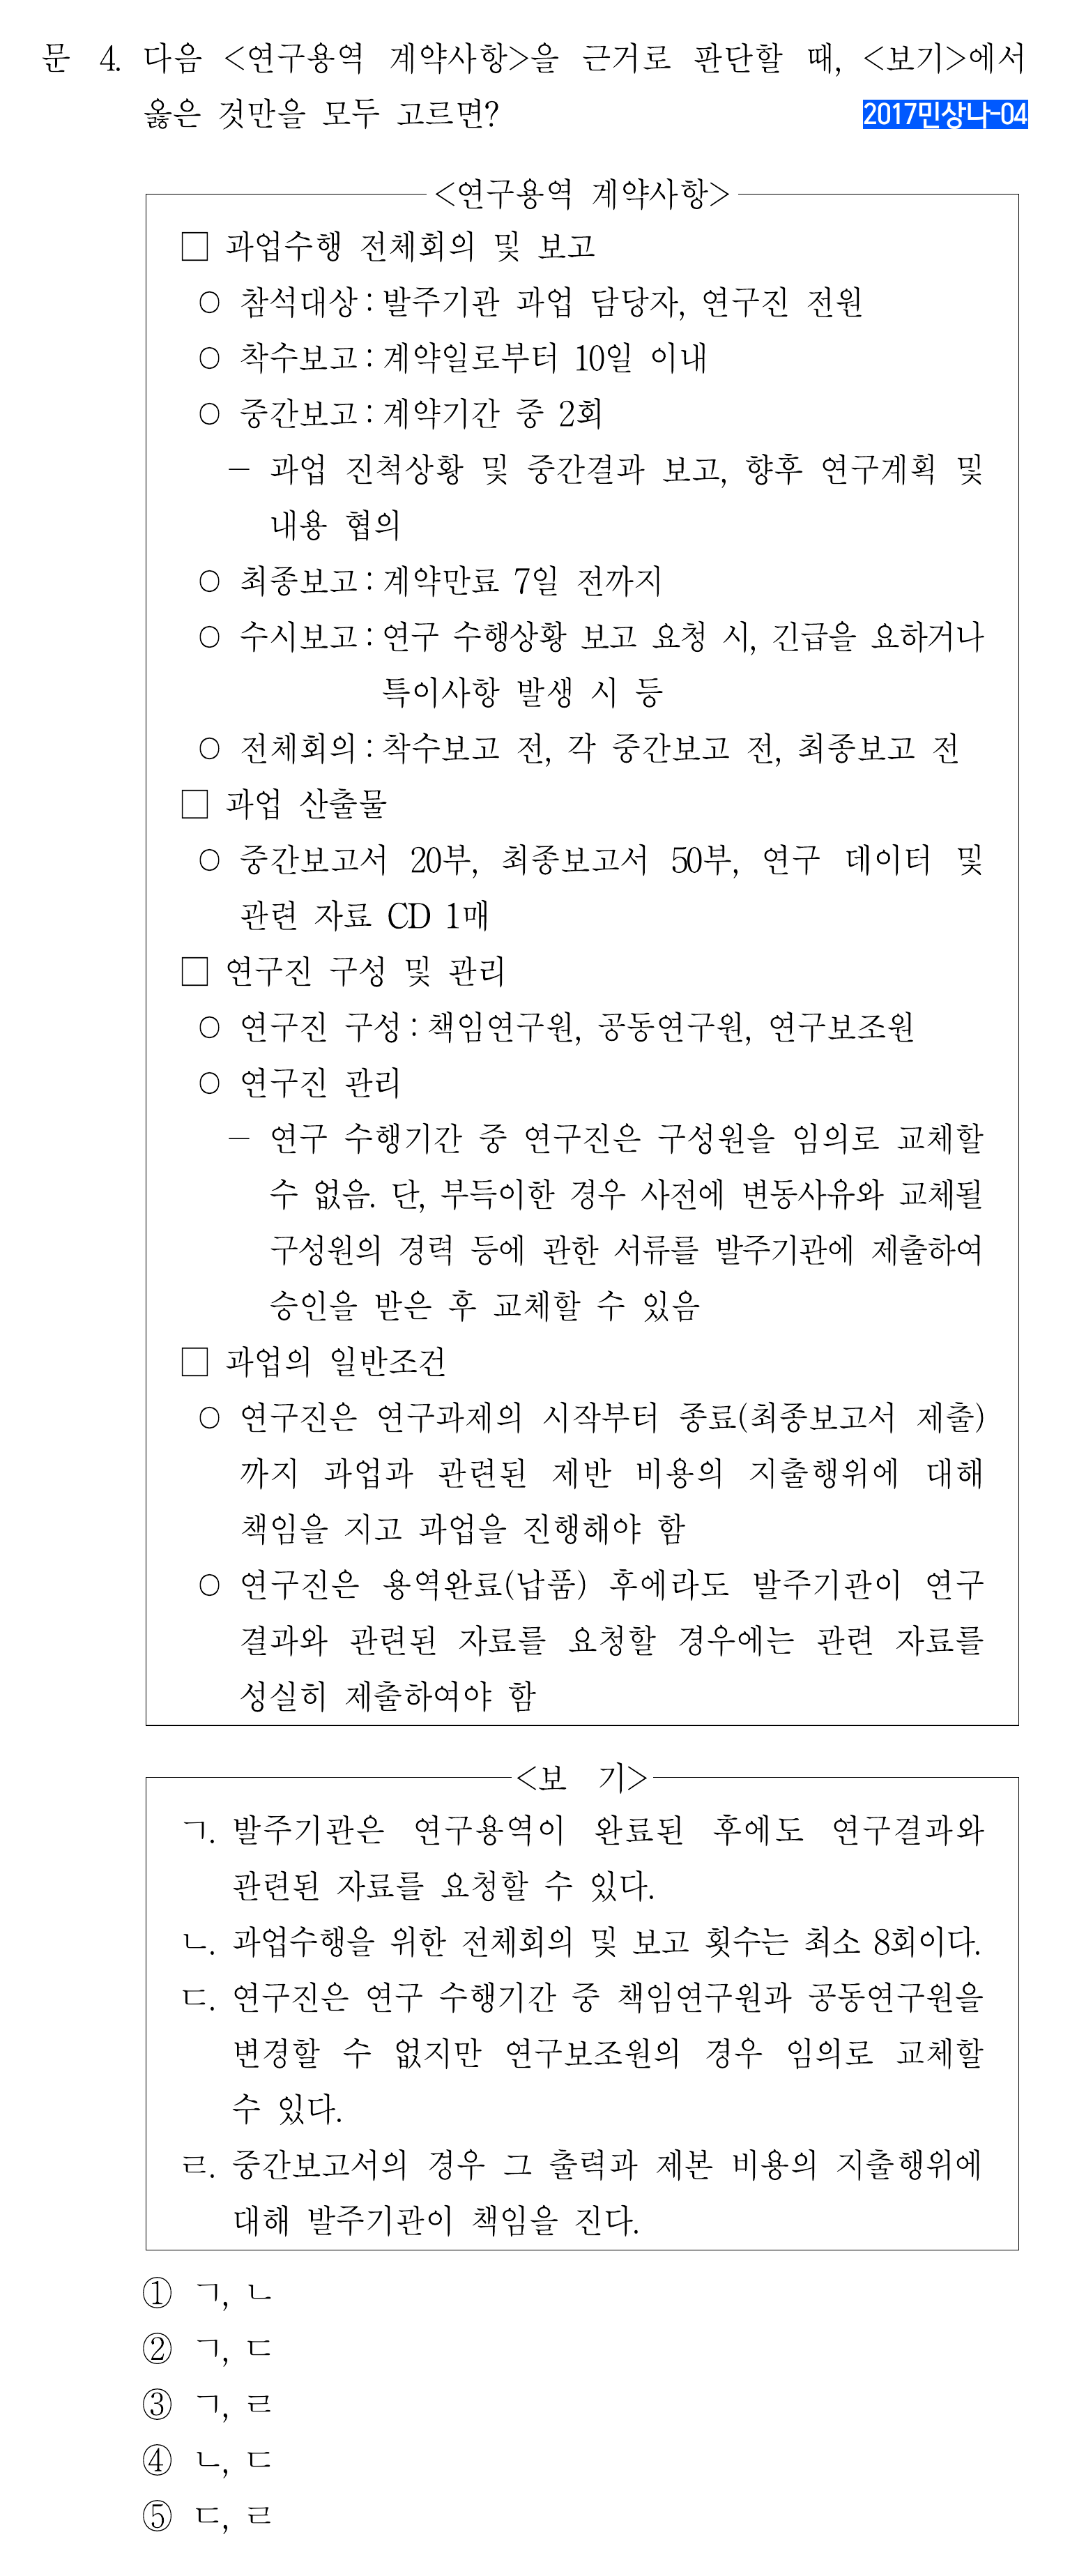 문 4. 다음 <연구용역 계약사항>을 근거로 판단할 때, <보기>에서
옳은 것만을 모두 고르면?
2017민상나-04
<연구용역 계약사항>
□ 과업수행 전체회의 및 보고
○ 참석대상 : 발주기관 과업 담당자, 연구진 전원
○ 착수보고 : 계약일로부터 10일 이내
○ 중간보고 : 계약기간 중 2회
- 과업 진척상황 및 중간결과 보고, 향후 연구계획 및
내용 협의
○ 최종보고 : 계약만료 7일 전까지
○ 수시보고 : 연구 수행상황 보고 요청 시, 긴급을 요하거나
특이사항 발생 시 등
○ 전체회의 : 착수보고 전, 각 중간보고 전, 최종보고 전
□ 과업 산출물
○ 중간보고서 20부, 최종보고서 50부, 연구 데이터 및
관련 자료 CD 1매
□ 연구진 구성 및 관리
○ 연구진 구성 : 책임연구원, 공동연구원, 연구보조원
○ 연구진 관리
- 연구 수행기간 중 연구진은 구성원을 임의로 교체할
수 없음. 단, 부득이한 경우 사전에 변동사유와 교체될
구성원의 경력 등에 관한 서류를 발주기관에 제출하여
승인을 받은 후 교체할 수 있음
□ 과업의 일반조건
○ 연구진은 연구과제의 시작부터 종료(최종보고서 제출)
까지 과업과 관련된 제반 비용의 지출행위에 대해
책임을 지고 과업을 진행해야 함
○ 연구진은 용역완료(납품) 후에라도 발주기관이 연구
결과와 관련된 자료를 요청할 경우에는 관련 자료를
성실히 제출하여야 함
<보 기>
ㄱ. 발주기관은 연구용역이 완료된 후에도 연구결과와
관련된 자료를 요청할 수 있다.
ㄴ. 과업수행을 위한 전체회의 및 보고 횟수는 최소 8회이다.
ㄷ. 연구진은 연구 수행기간 중 책임연구원과 공동연구원을
변경할 수 없지만 연구보조원의 경우 임의로 교체할
수 있다.
ㄹ. 중간보고서의 경우 그 출력과 제본 비용의 지출행위에
대해 발주기관이 책임을 진다.
① ㄱ, ㄴ
② ㄱ, ㄷ
③ ㄱ, ㄹ
④ ㄴ, ㄷ
⑤ ㄷ, ㄹ